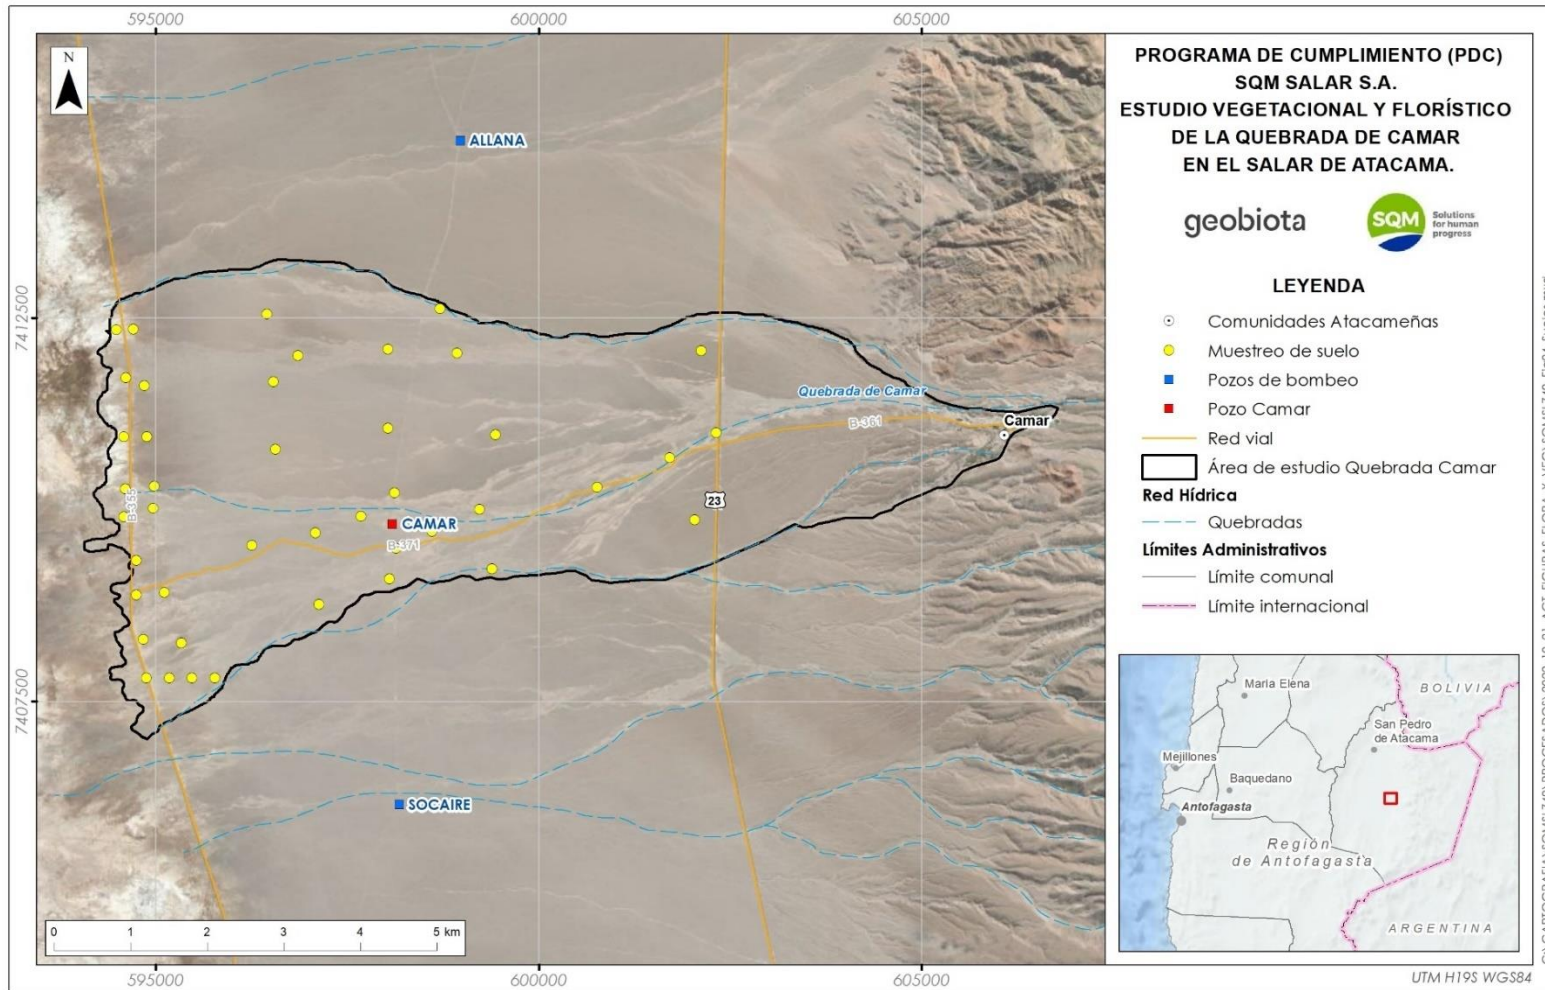 595000
600000
605000
N
ALLANA
7412500
Quebrada de Camar
B-361
Camar
B-355
23
CAMAR
B-371
7407500
SOCAIRE
0 1 2 3 4 5 km
595000
600000
605000
PROGRAMA DE CUMPLIMIENTO (PDC)
SQM SALAR S.A.
ESTUDIO VEGETACIONAL Y FLORÍSTICO
DE LA QUEBRADA DE CAMAR
EN EL SALAR DE ATACAMA.
geobiota
SQM
Solutions
for human
progress
LEYENDA
Comunidades Atacameñas
Muestreo de suelo
Pozos de bombeo
Pozo Camar
Red vial
Área de estudio Quebrada Camar
Red Hídrica
Quebradas
Límites Administrativos
Límite comunal
Límite internacional
Maria Elena
BOLIVIA
San Pedro
de Atacama
Mejillones
Baquedano
Antofagasta
Región
de Antofagasta
ARGENTINA
UTM H19S WGS84